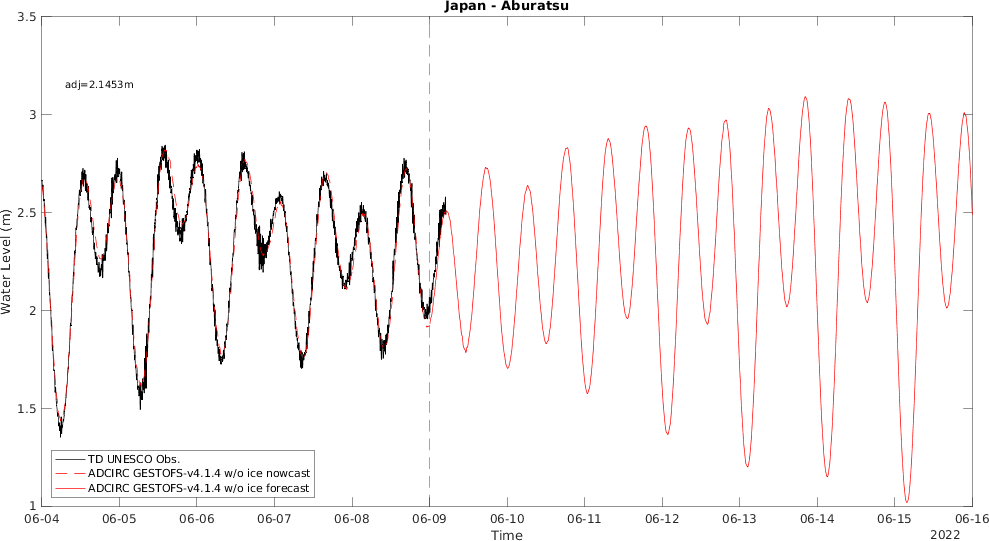 Japan - Aburatsu
3.5
adj=2.1453m
3
2.5
Water Level (m)
2
1.5
TD UNESCO Obs.
ADCIRC GESTOFS-v4.1.4 w/o ice nowcast
ADCIRC GESTOFS-v4.1.4 w/o ice forecast
1
06-04 06-05 06-06 06-07 06-08 06-09 06-10 06-11 06-12 06-13 06-14 06-15 06-16
Time
2022